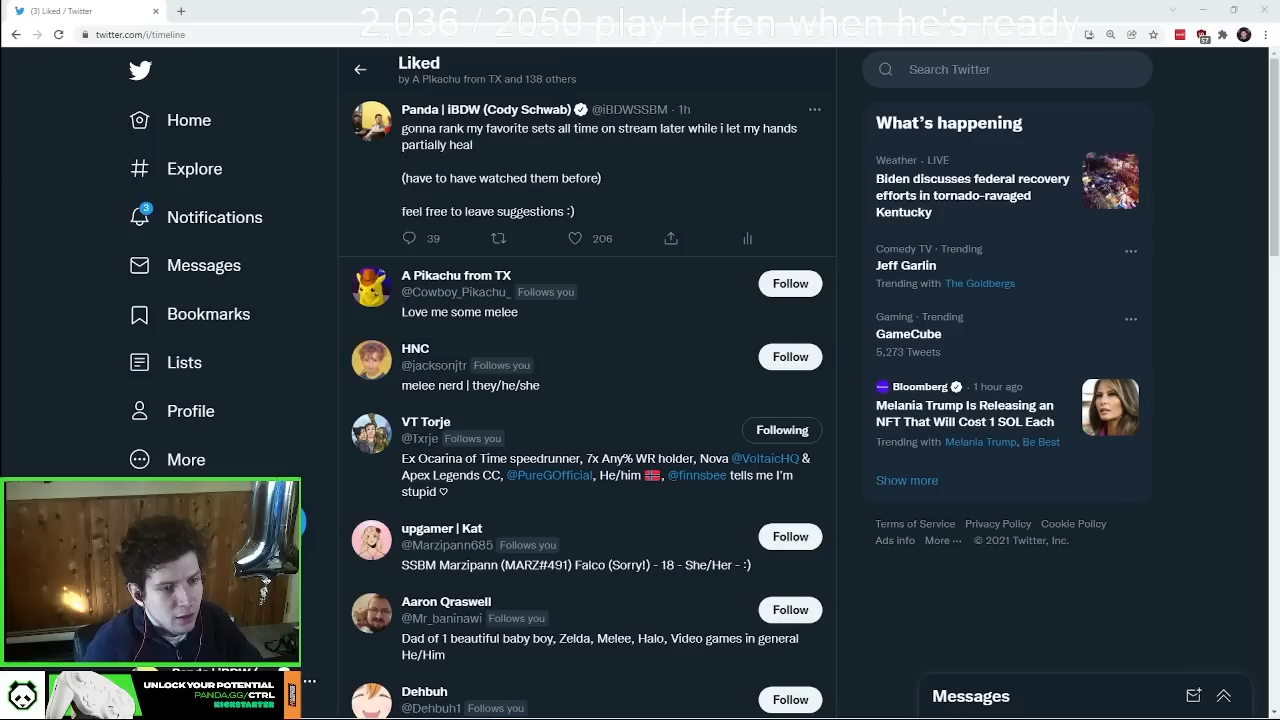 2,036 / 2050 play leffen when he's ready
(3) Liked / Twitter
twitter.com/i/timeline
57
Home
Explore
3
Notifications
Messages
Bookmarks
Lists
Profile
More
Liked
by A Pikachu from TX and 138 others
Panda | iBDW (Cody Schwab) @iBDWSSBM · 1h
gonna rank my favorite sets all time on stream later while i let my hands
partially heal
(have to have watched them before)
feel free to leave suggestions :)
39
206
A Pikachu from TX
@Cowboy_Pikachu_ Follows you
Love me some melee
Follow
HNC
@jacksonjtr Follows you
melee nerd | they/he/she
Follow
VT Torje
@Txrje Follows you
Ex Ocarina of Time speedrunner, 7x Any% WR holder, Nova @VoltaicHQ &
Apex Legends CC, @PureGOfficial, He/him 🇳🇴, @finnsbee tells me I'm
stupid ♡
Following
upgamer | Kat
@Marzipann685 Follows you
SSBM Marzipann (MARZ#491) Falco (Sorry!) - 18 - She/Her - :)
Follow
Aaron Qraswell
@Mr_baninawi Follows you
Dad of 1 beautiful baby boy, Zelda, Melee, Halo, Video games in general
He/Him
Follow
Dehbuh
@Dehbuh1 Follows you
Follow
Search Twitter
What's happening
Weather · LIVE
Biden discusses federal recovery
efforts in tornado-ravaged
Kentucky
Comedy TV · Trending
Jeff Garlin
Trending with The Goldbergs
Gaming · Trending
GameCube
5,273 Tweets
Bloomberg · 1 hour ago
Melania Trump Is Releasing an
NFT That Will Cost 1 SOL Each
Trending with Melania Trump, Be Best
Show more
Terms of Service Privacy Policy Cookie Policy
Ads info More ··· © 2021 Twitter, Inc.
Messages
UNLOCK YOUR POTENTIAL
PANDA.GG/CTRL
KICKSTARTER